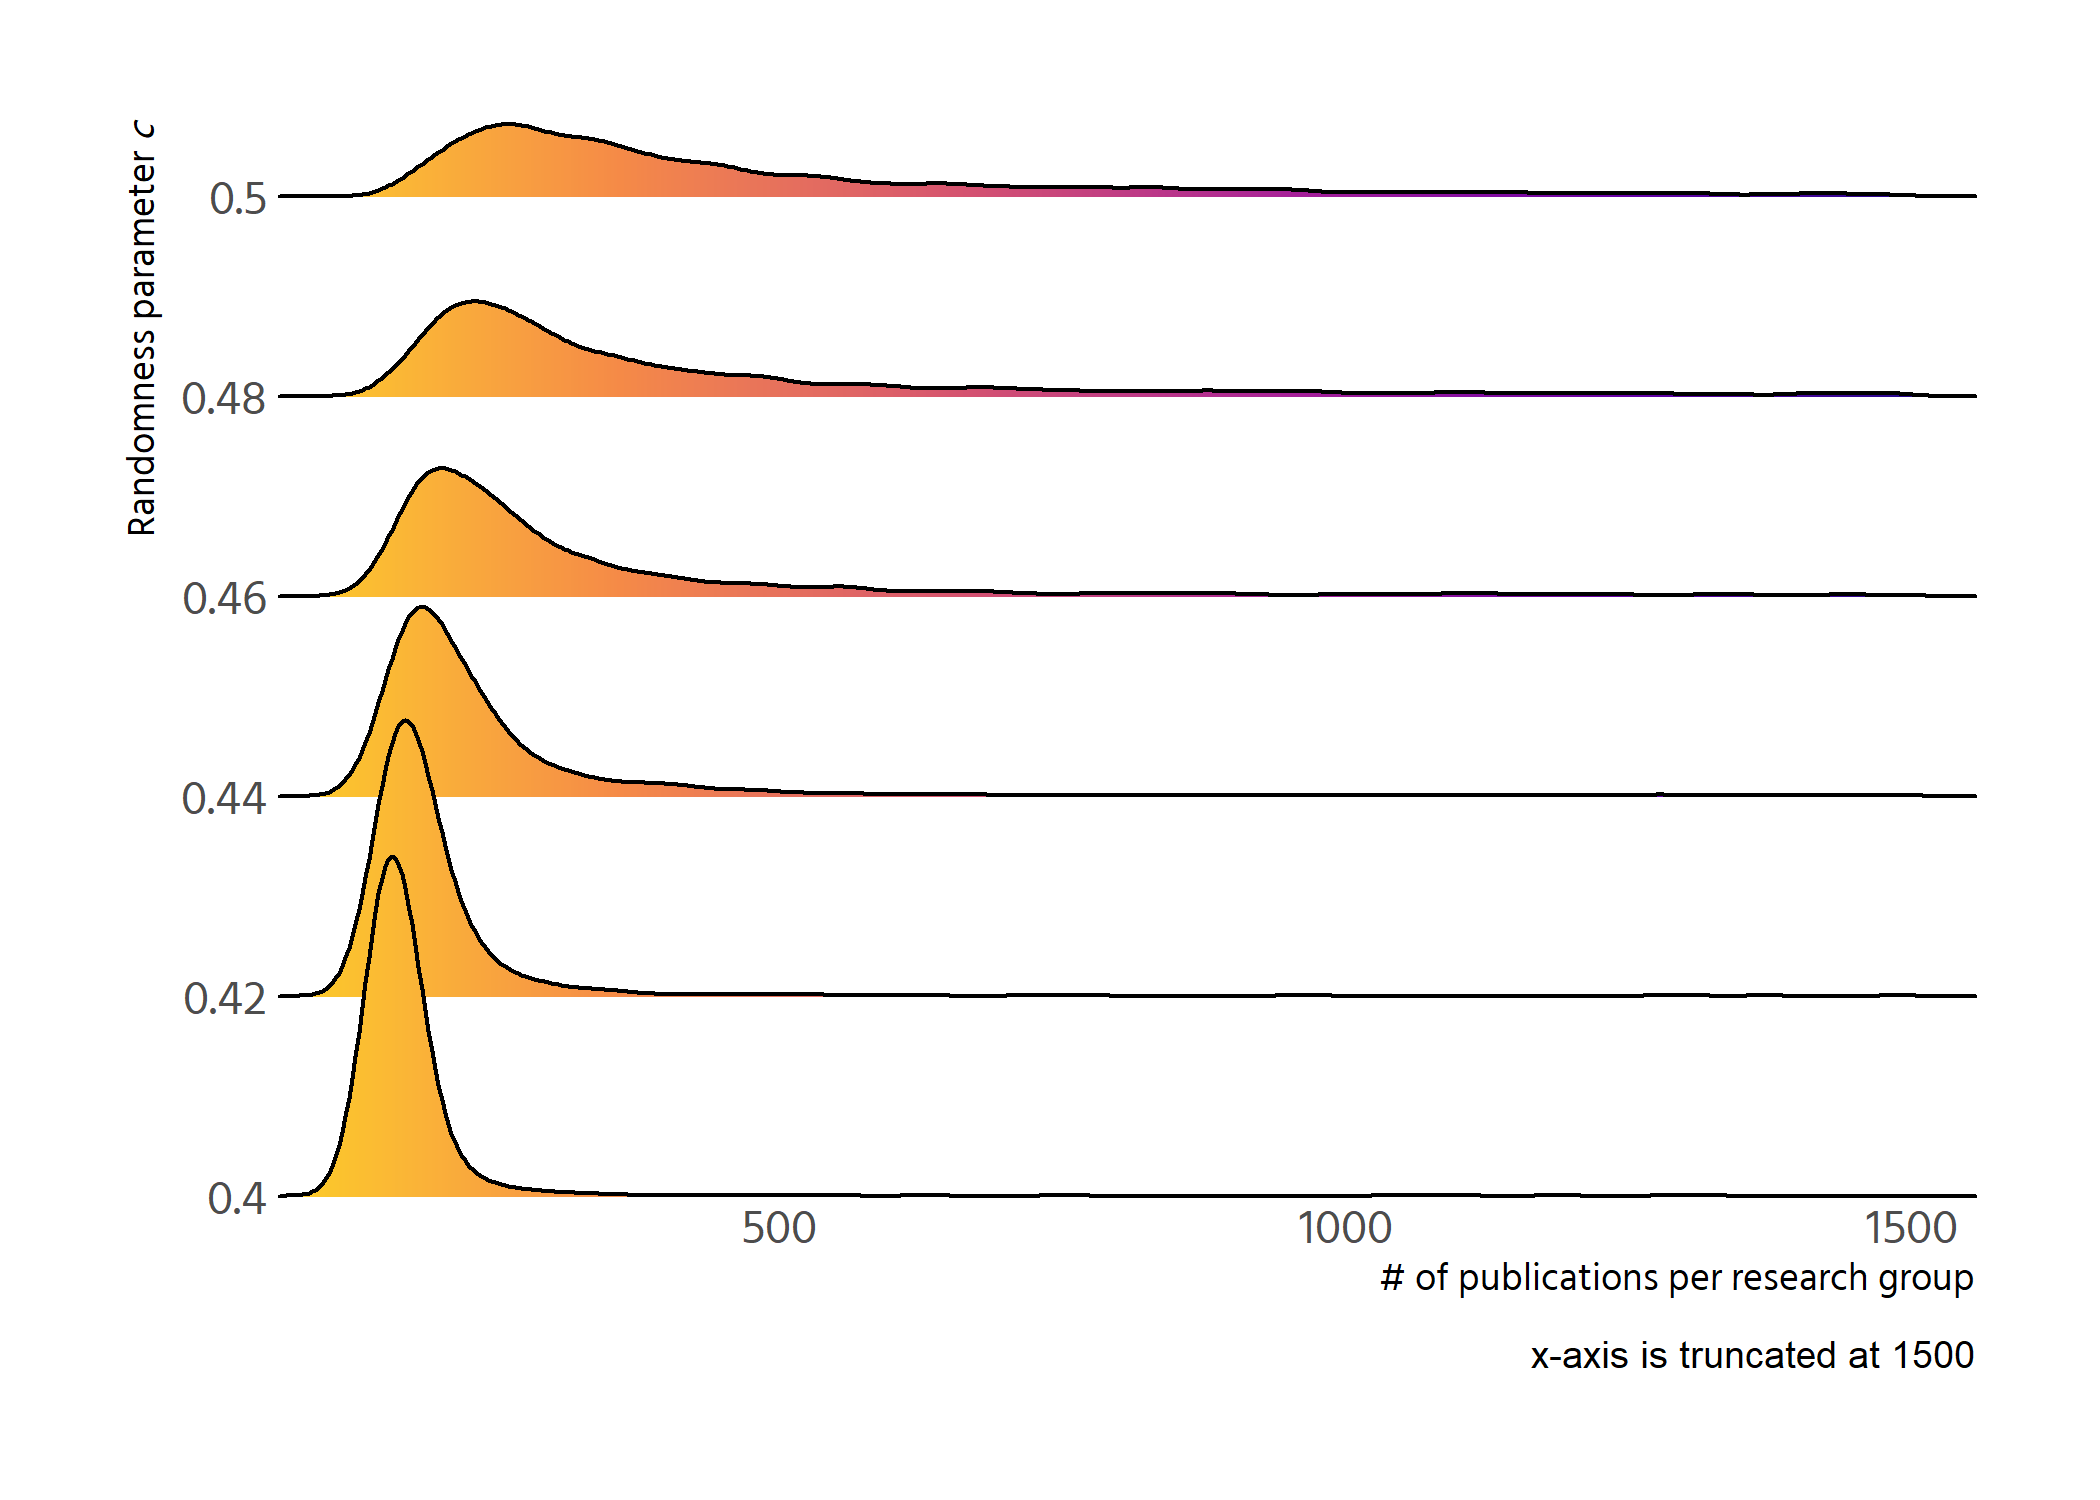 Randomness parameter c
0.5
0.48
0.46
0.44
0.42
0.4
500 1000 1500
# of publications per research group
x-axis is truncated at 1500